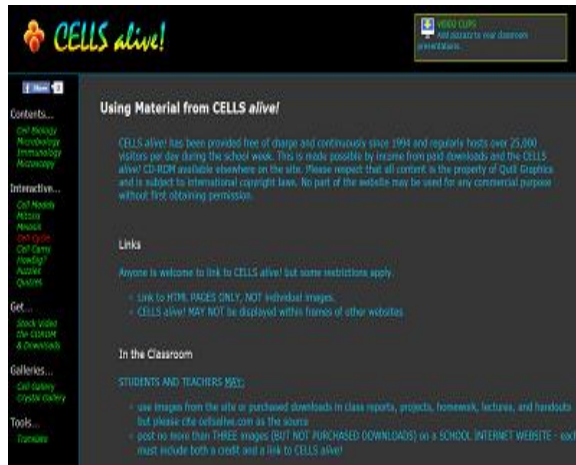 CELLS alive!
VIDEO CLIPS
Add pizzazz to your classroom
presentations.
Contents...
Cell Biology
Microbiology
Immunology
Microscopy
Interactive...
Cell Models
Mitosis
Meiosis
Cell Cycle
Cell Cams
HowBig?
Puzzles
Quizzes
Get...
Stock Video
the CDROM
& Downloads
Galleries...
Cell Gallery
Crystal Gallery
Tools...
Translate
Using Material from CELLS alive!
CELLS alive! has been provided free of charge and continuously since 1994 and regularly hosts over 25,000
visitors per day during the school week. This is made possible by income from paid downloads and the CELLS
alive! CD-ROM available elsewhere on the site. Please respect that all content is the property of Quill Graphics
and is subject to international copyright laws. No part of the website may be used for any commercial purpose
without first obtaining permission.
Links
Anyone is welcome to link to CELLS alive! but some restrictions apply.
Link to HTML PAGES ONLY, NOT individual images.
CELLS alive! MAY NOT be displayed within frames of other websites.
In the Classroom
STUDENTS AND TEACHERS MAY:
use images from the site or purchased downloads in class reports, projects, homework, lectures, and handouts
but please cite cellsalive.com as the source
post no more than THREE images (BUT NOT PURCHASED DOWNLOADS) on a SCHOOL INTERNET WEBSITE - each
must include both a credit and a link to CELLS alive!